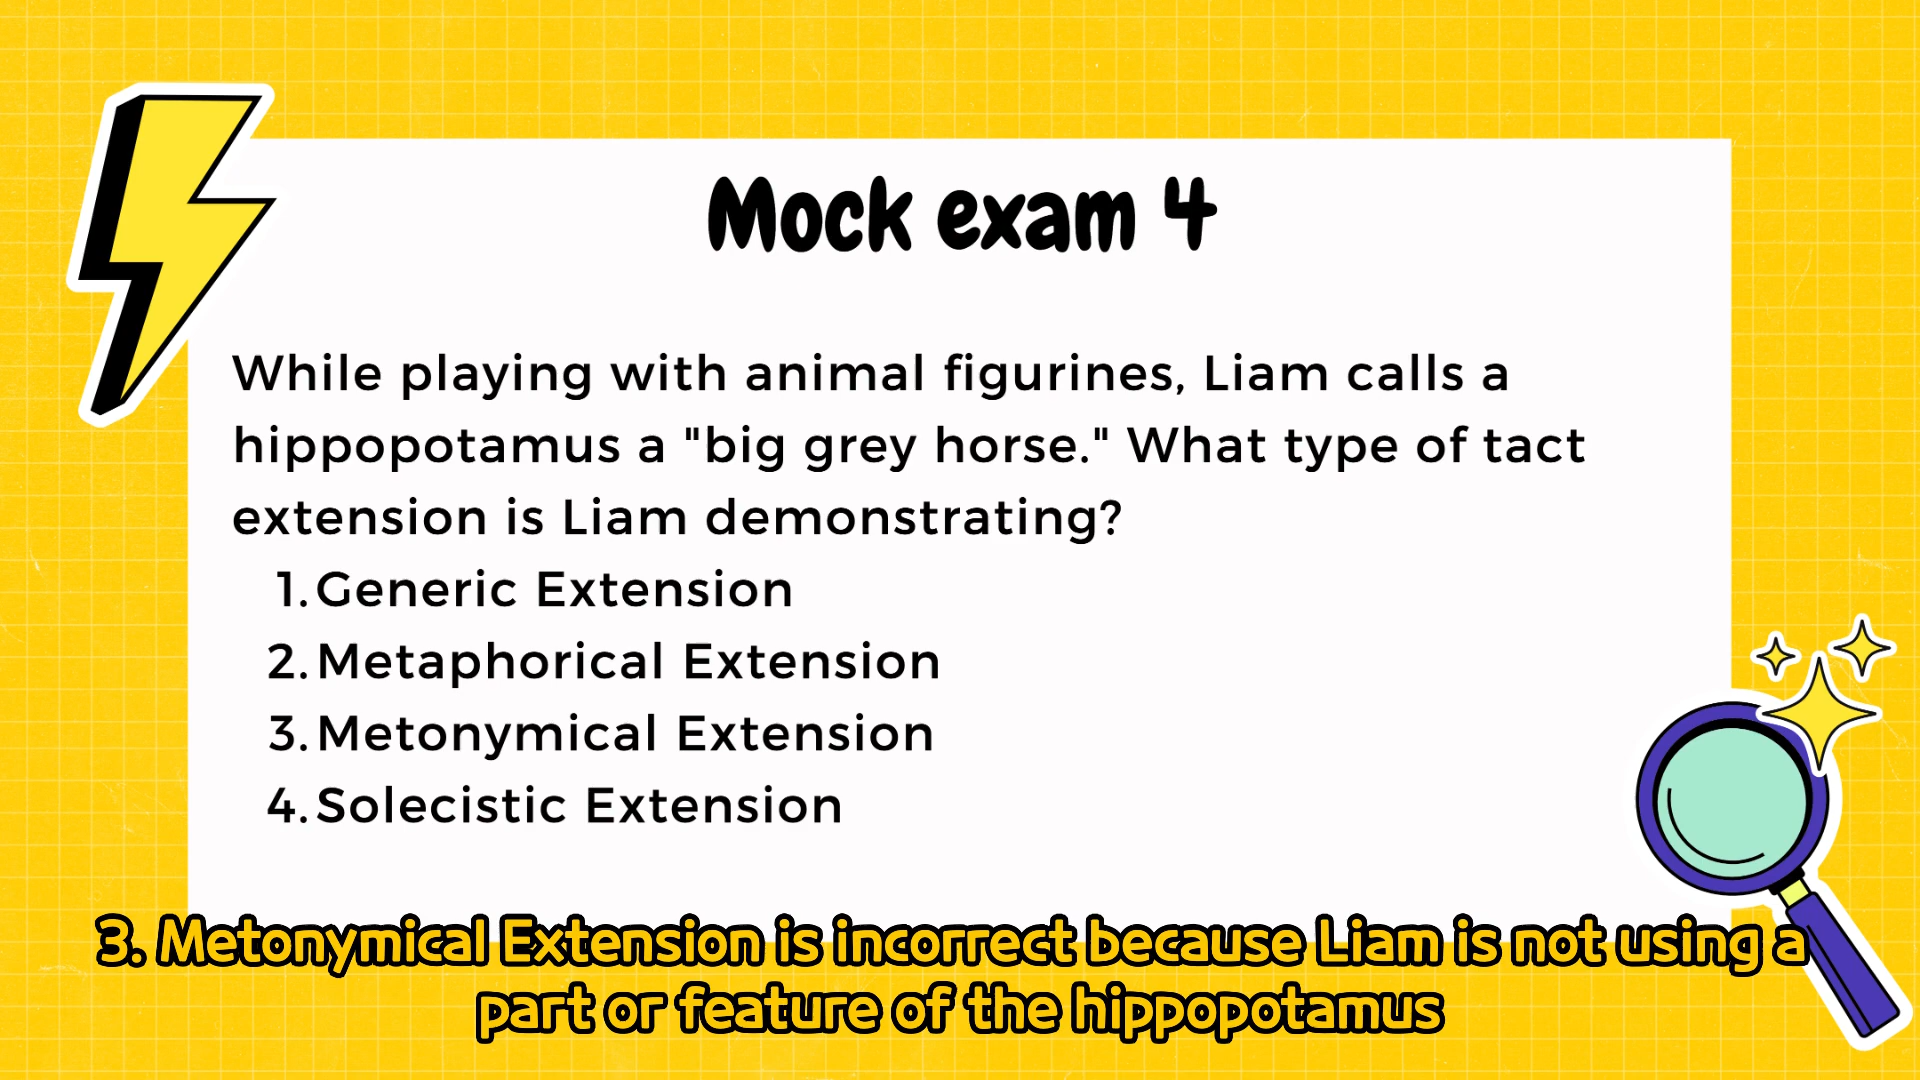 Mock exam 4
While playing with animal figurines, Liam calls a
hippopotamus a "big grey horse." What type of tact
extension is Liam demonstrating?
1. Generic Extension
2. Metaphorical Extension
3. Metonymical Extension
4. Solecistic Extension
3. Metonymical Extension is incorrect because Liam is not using a
part or feature of the hippopotamus